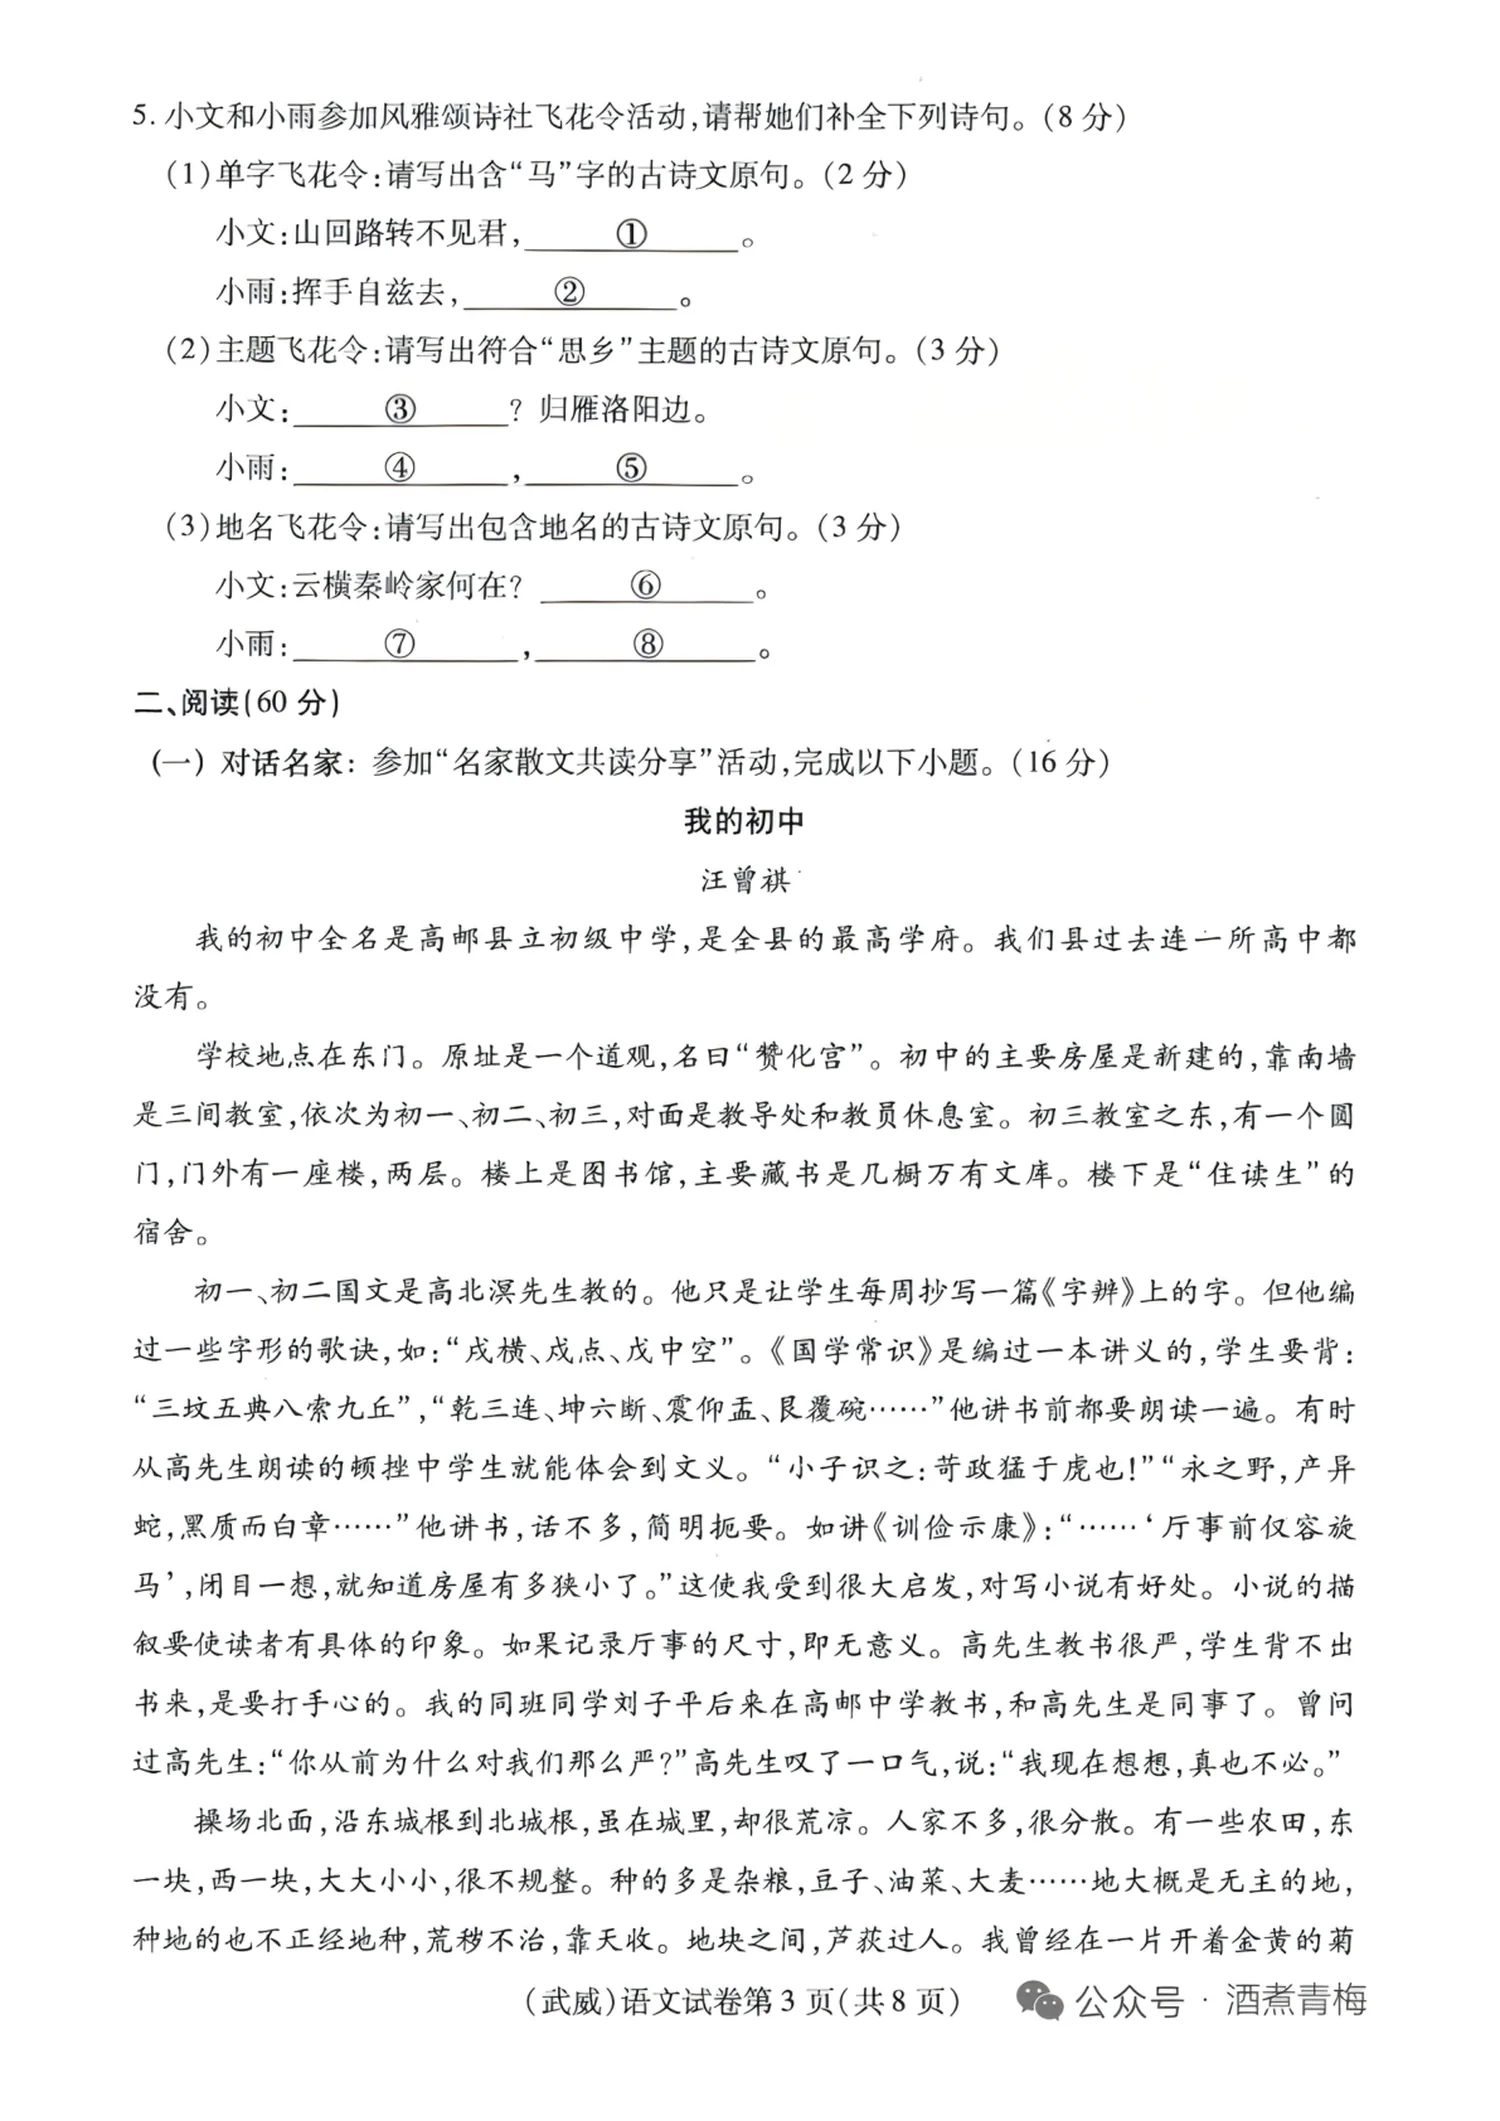 5. 小文和小雨参加风雅颂诗社飞花令活动,请帮她们补全下列诗句。(8 分)
(1)单字飞花令:请写出含“马”字的古诗文原句。(2 分)
小文:山回路转不见君,①。
小雨:挥手自兹去,②。
(2)主题飞花令:请写出符合“思乡”主题的古诗文原句。(3 分)
小文:③? 归雁洛阳边。
小雨:④,⑤。
(3)地名飞花令:请写出包含地名的古诗文原句。(3 分)
小文:云横秦岭家何在? ⑥。
小雨:⑦,⑧。
二、阅读(60 分)
(一) 对话名家: 参加“名家散文共读分享”活动,完成以下小题。(16 分)
我的初中
汪曾祺
我的初中全名是高邮县立初级中学,是全县的最高学府。我们县过去连一所高中都
没有。
学校地点在东门。原址是一个道观,名曰“赞化宫”。初中的主要房屋是新建的,靠南墙
是三间教室,依次为初一、初二、初三,对面是教导处和教员休息室。初三教室之东,有一个圆
门,门外有一座楼,两层。楼上是图书馆,主要藏书是几橱万有文库。楼下是“住读生”的
宿舍。
初一、初二国文是高北溟先生教的。他只是让学生每周抄写一篇《字辨》上的字。但他编
过一些字形的歌诀,如:“戌横、戍点、戊中空”。《国学常识》是编过一本讲义的,学生要背:
“三坟五典八索九丘”,“乾三连、坤六断、震仰盂、艮覆碗……”他讲书前都要朗读一遍。有时
从高先生朗读的顿挫中学生就能体会到文义。“小子识之:苛政猛于虎也!”“永之野,产异
蛇,黑质而白章……”他讲书,话不多,简明扼要。如讲《训俭示康》:“……‘厅事前仅容旋
马’,闭目一想,就知道房屋有多狭小了。”这使我受到很大启发,对写小说有好处。小说的描
叙要使读者有具体的印象。如果记录厅事的尺寸,即无意义。高先生教书很严,学生背不出
书来,是要打手心的。我的同班同学刘子平后来在高邮中学教书,和高先生是同事了。曾问
过高先生:“你从前为什么对我们那么严?”高先生叹了一口气,说:“我现在想想,真也不必。”
操场北面,沿东城根到北城根,虽在城里,却很荒凉。人家不多,很分散。有一些农田,东
一块,西一块,大大小小,很不规整。种的多是杂粮,豆子、油菜、大麦……地大概是无主的地,
种地的也不正经地种,荒秽不治,靠天收。地块之间,芦荻过人。我曾经在一片开着金黄的菊
(武威)语文试卷第 3 页(共 8 页)
公众号 · 酒煮青梅